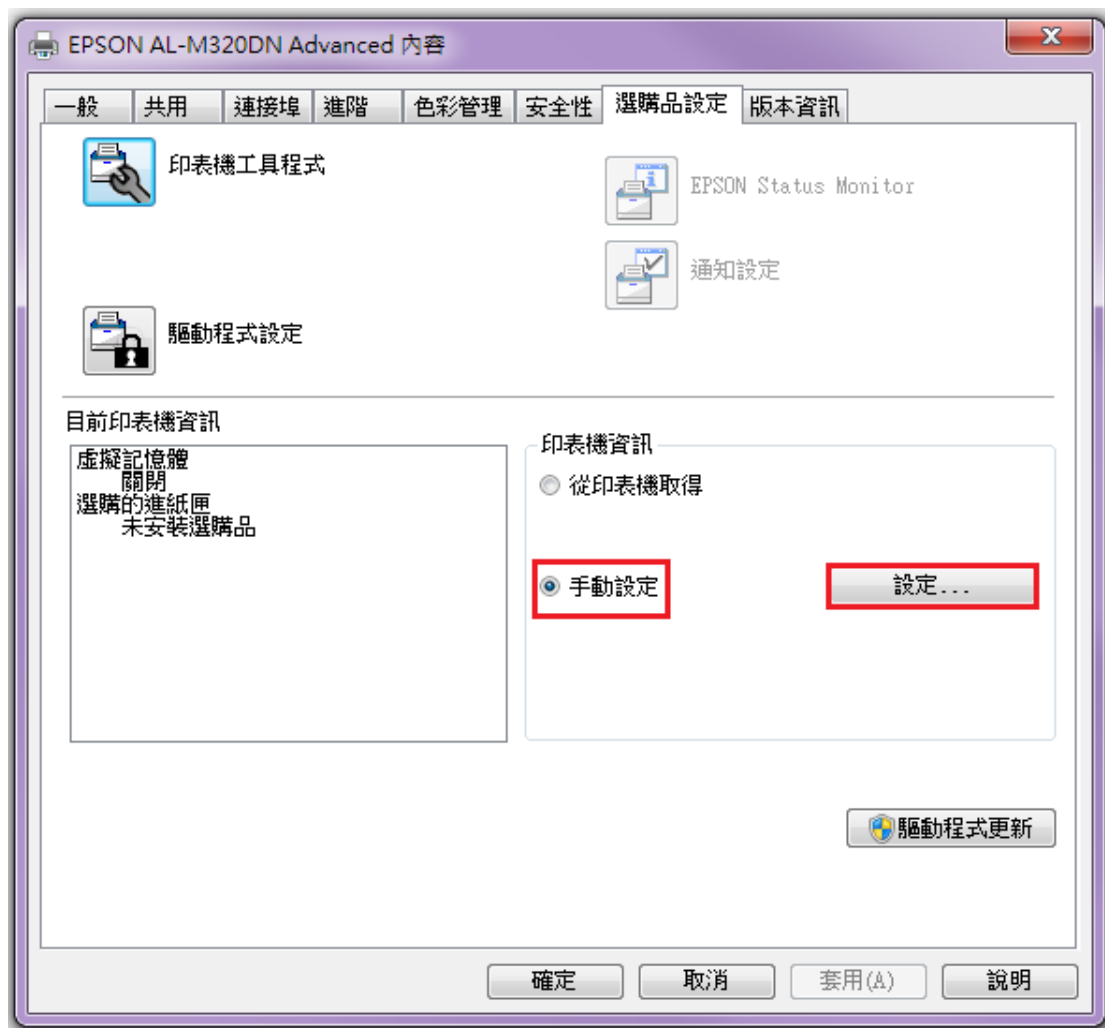 EPSON AL-M320DN Advanced 內容
一般 共用 連接埠 進階 色彩管理 安全性 選購品設定 版本資訊
印表機工具程式
EPSON Status Monitor
通知設定
驅動程式設定
目前印表機資訊
虛擬記憶體
關閉
選購的進紙匣
未安裝選購品
印表機資訊
從印表機取得
手動設定
設定...
驅動程式更新
確定 取消 套用(A) 說明